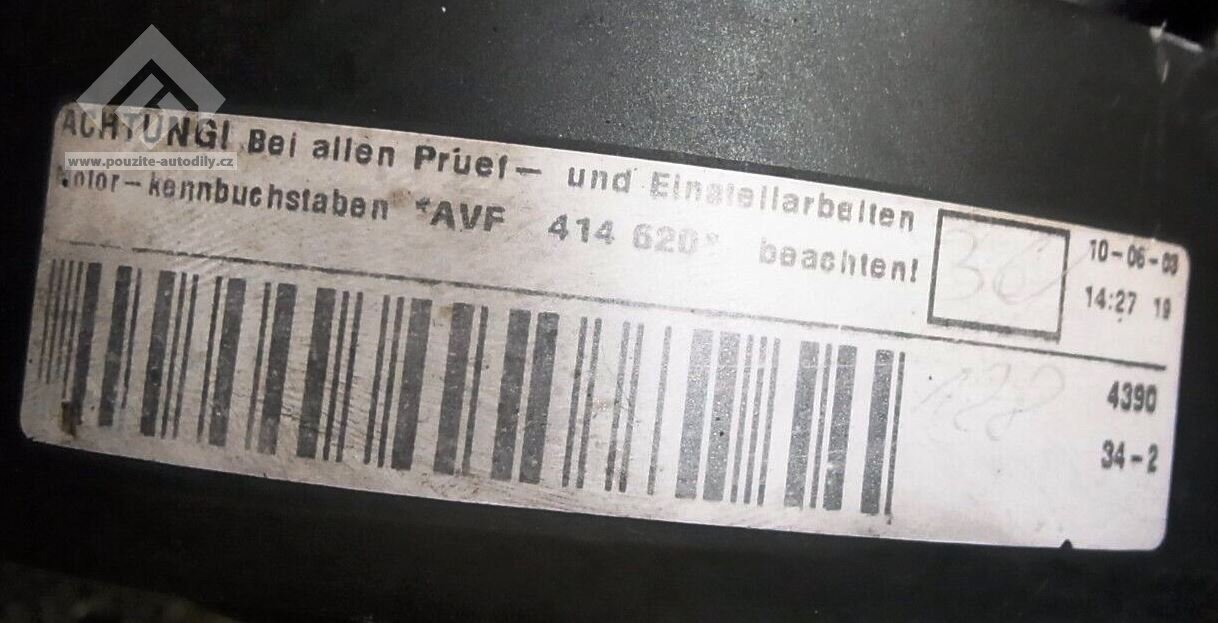 ACHTUNG! Bei allen Pruef- und Einstellarbeiten
www.pouzite-autodily.cz
Motor-kennbuchstaben *AVF 414 620* beachten!
10-06-03
14:27 19
4390
34-2